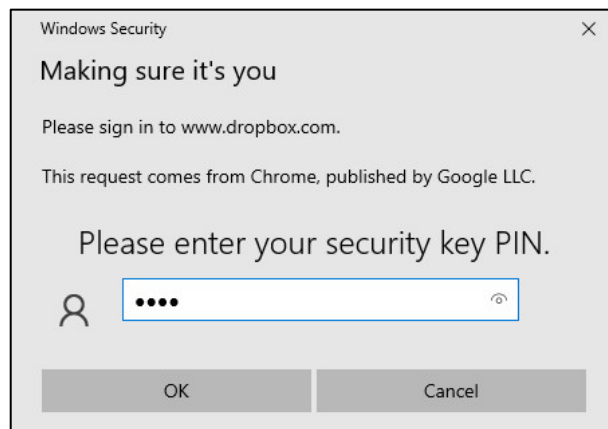 Windows Security
Making sure it's you
Please sign in to www.dropbox.com.
This request comes from Chrome, published by Google LLC.
Please enter your security key PIN.
••••
OK Cancel